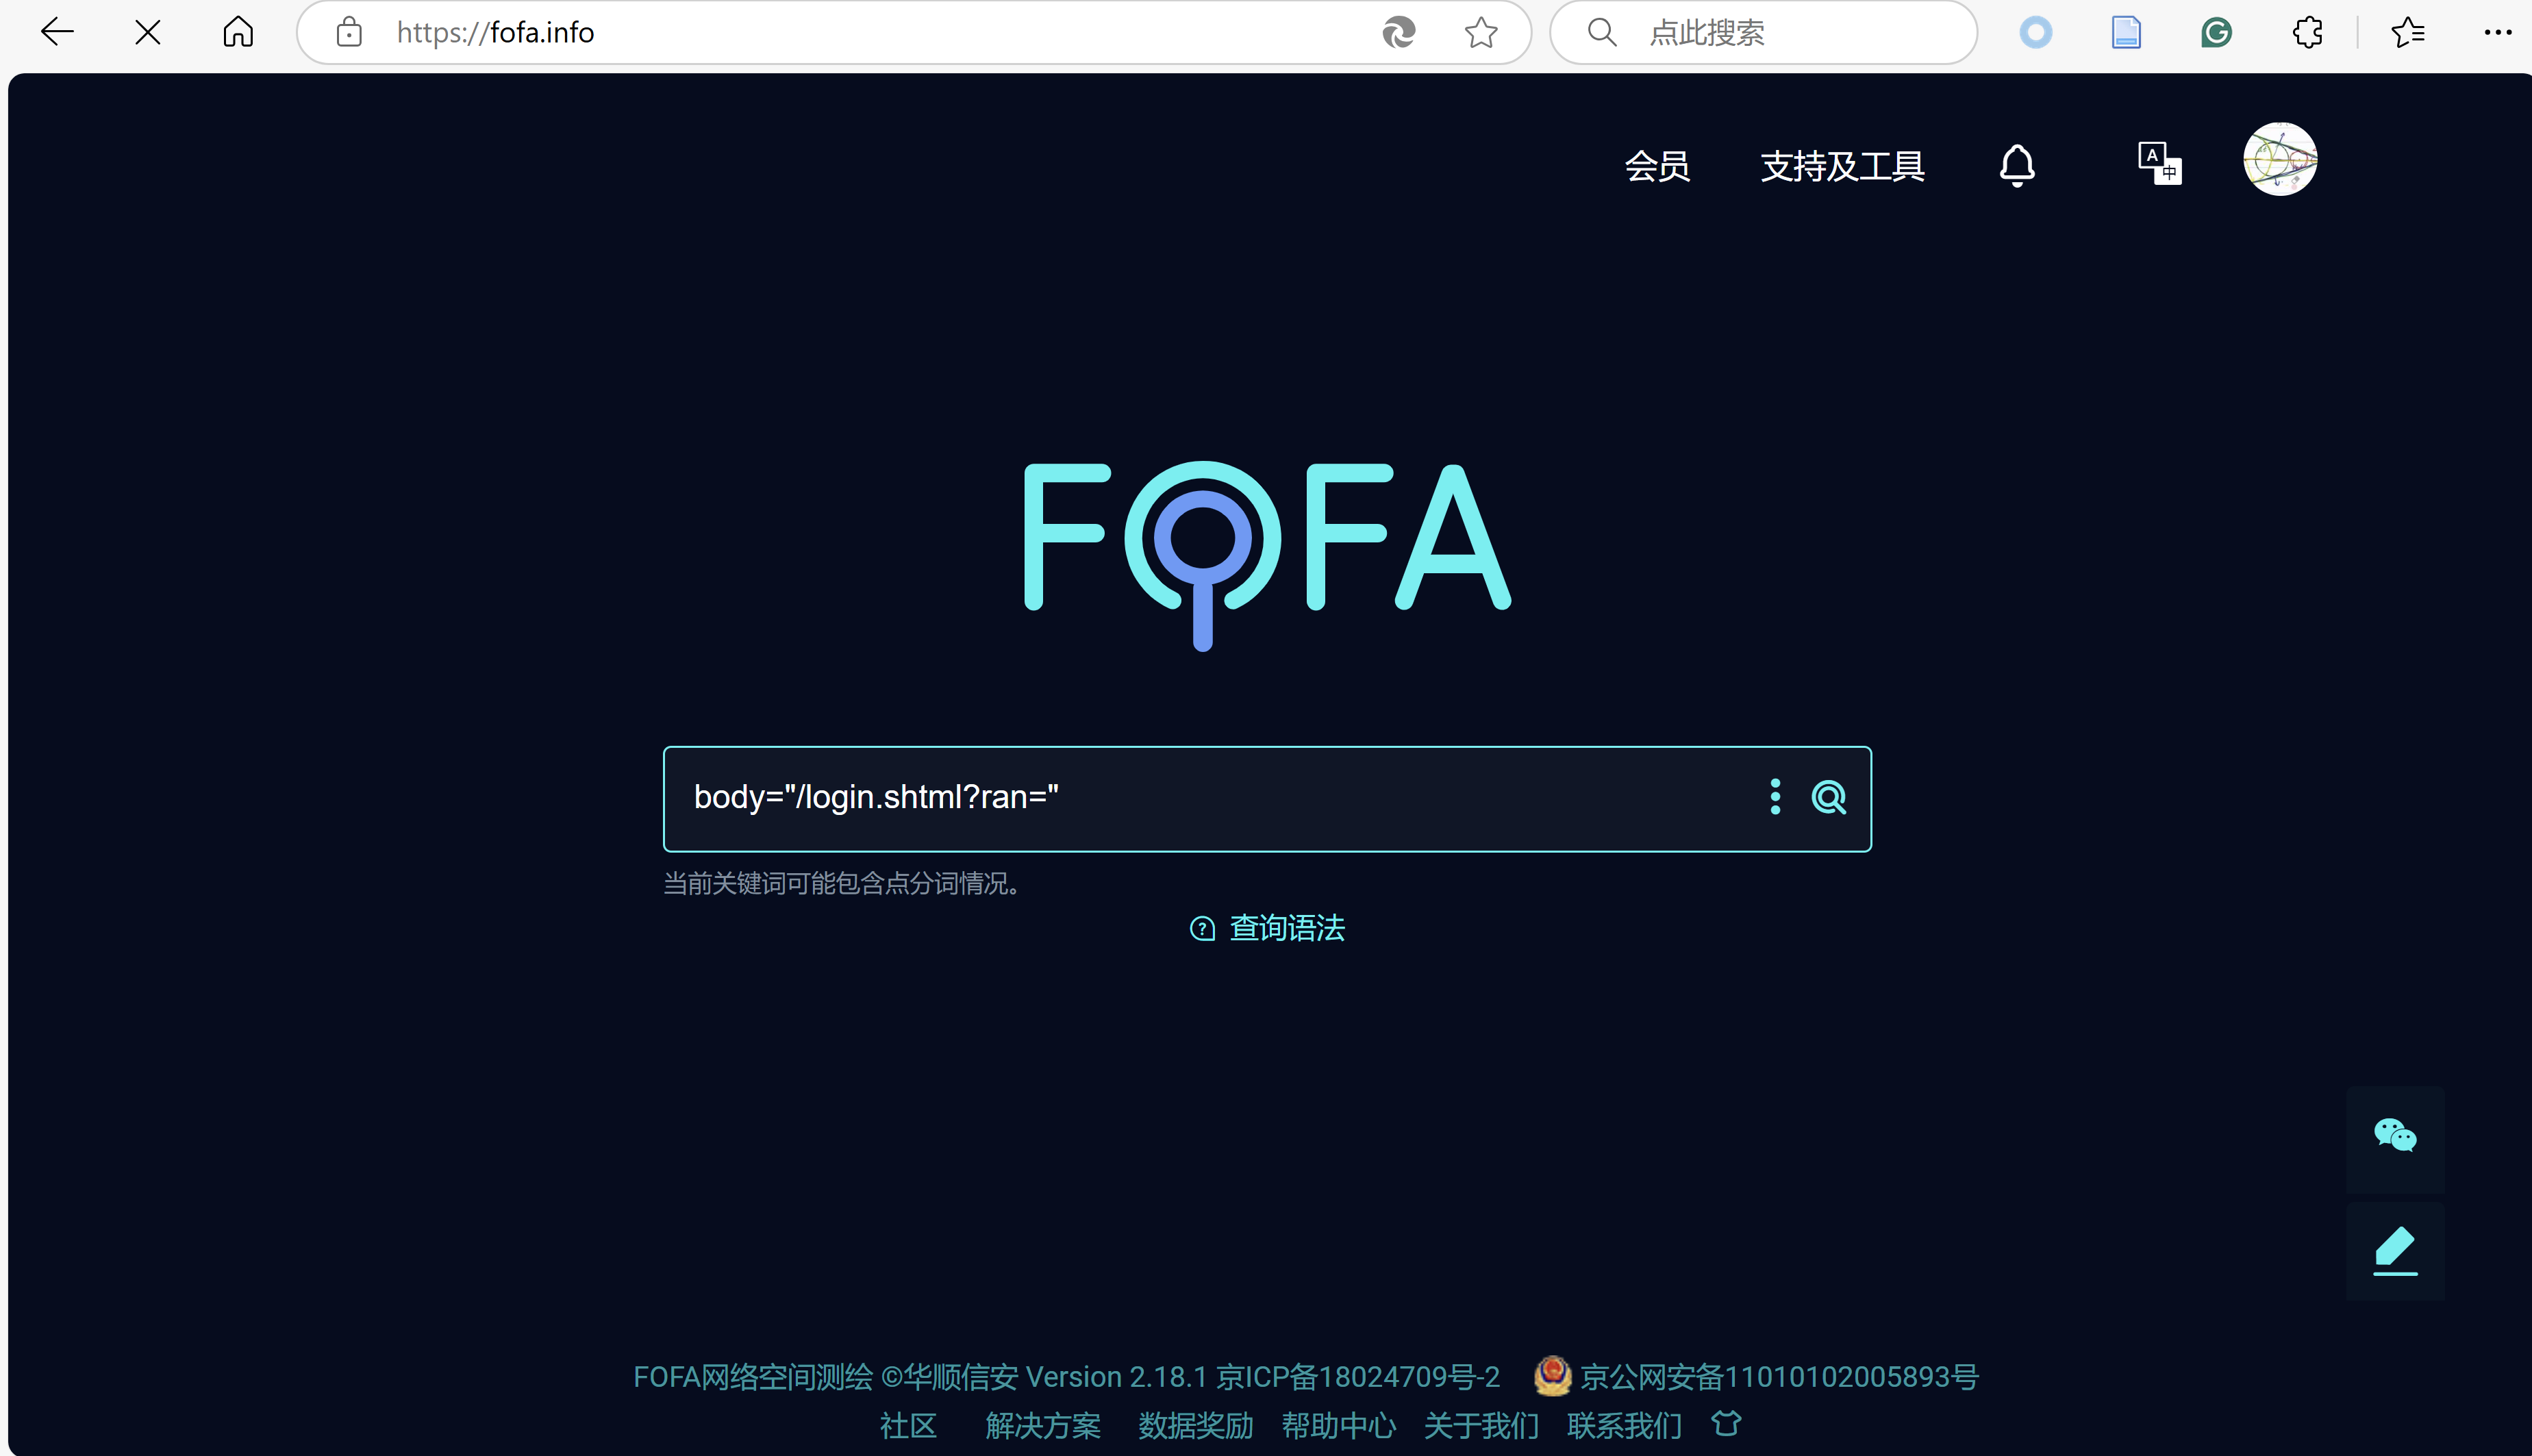 https://fofa.info
点此搜索
会员 支持及工具
A
中
FOFA
body="/login.shtml?ran="
当前关键词可能包含点分词情况。
? 查询语法
FOFA网络空间测绘 ©华顺信安 Version 2.18.1 京ICP备18024709号-2 京公网安备11010102005893号
社区 解决方案 数据奖励 帮助中心 关于我们 联系我们